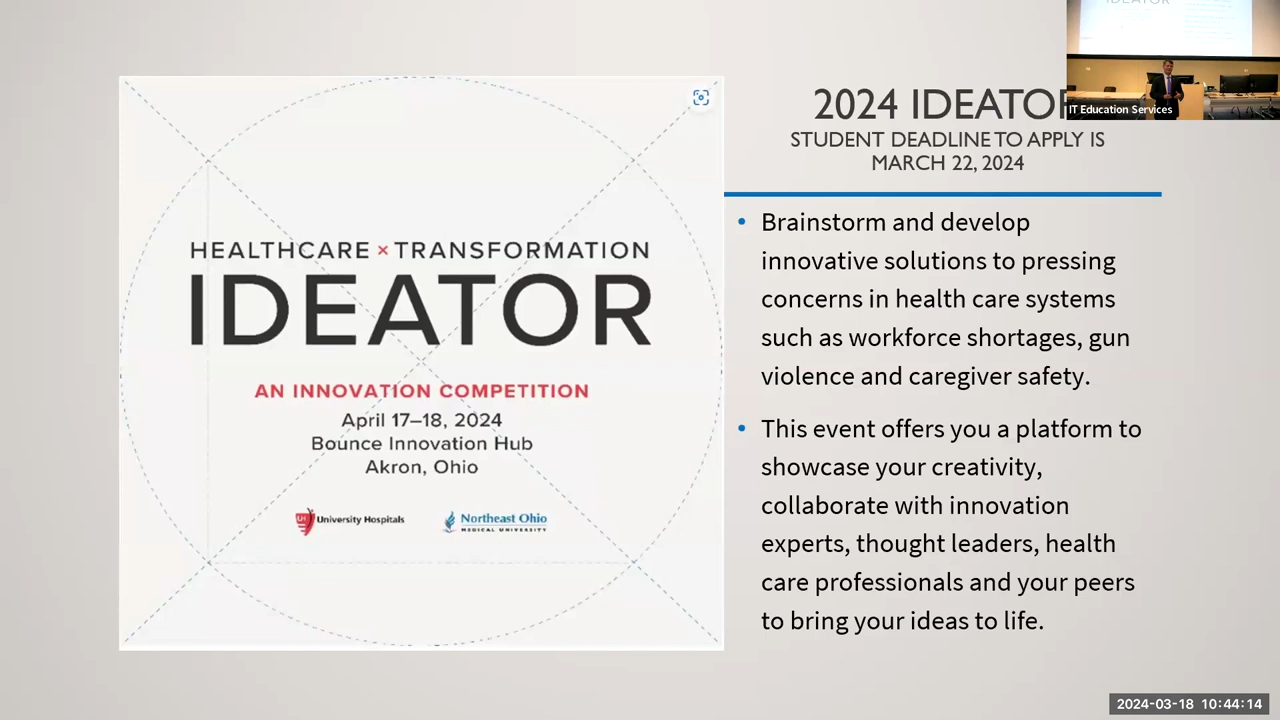 HEALTHCARE × TRANSFORMATION
IDEATOR
AN INNOVATION COMPETITION
April 17–18, 2024
Bounce Innovation Hub
Akron, Ohio
UH University Hospitals
Northeast Ohio
MEDICAL UNIVERSITY
2024 IDEATOR
STUDENT DEADLINE TO APPLY IS
MARCH 22, 2024
• Brainstorm and develop
innovative solutions to pressing
concerns in health care systems
such as workforce shortages, gun
violence and caregiver safety.
• This event offers you a platform to
showcase your creativity,
collaborate with innovation
experts, thought leaders, health
care professionals and your peers
to bring your ideas to life.
IT Education Services
2024-03-18 10:44:14